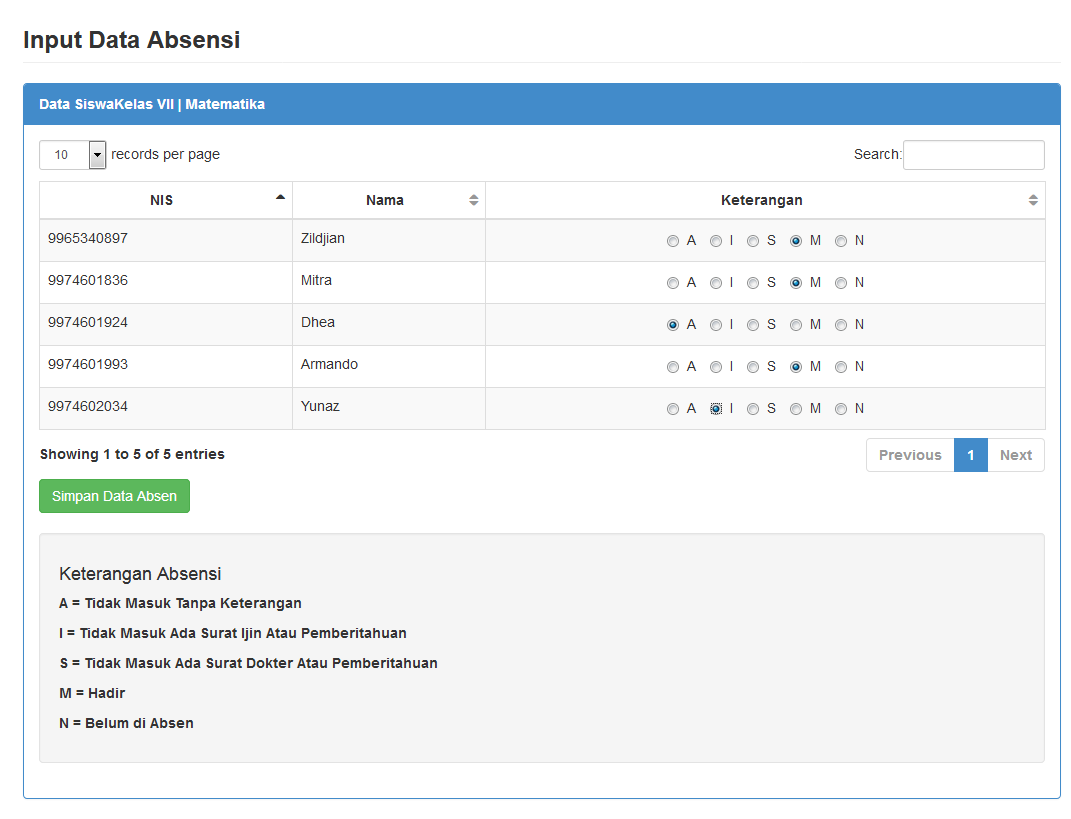 Input Data Absensi
Data SiswaKelas VII | Matematika
10 records per page Search:
NIS Nama Keterangan
9965340897 Zildjian A I S M N
9974601836 Mitra A I S M N
9974601924 Dhea A I S M N
9974601993 Armando A I S M N
9974602034 Yunaz A I S M N
Showing 1 to 5 of 5 entries Previous 1 Next
Simpan Data Absen
Keterangan Absensi
A = Tidak Masuk Tanpa Keterangan
I = Tidak Masuk Ada Surat Ijin Atau Pemberitahuan
S = Tidak Masuk Ada Surat Dokter Atau Pemberitahuan
M = Hadir
N = Belum di Absen